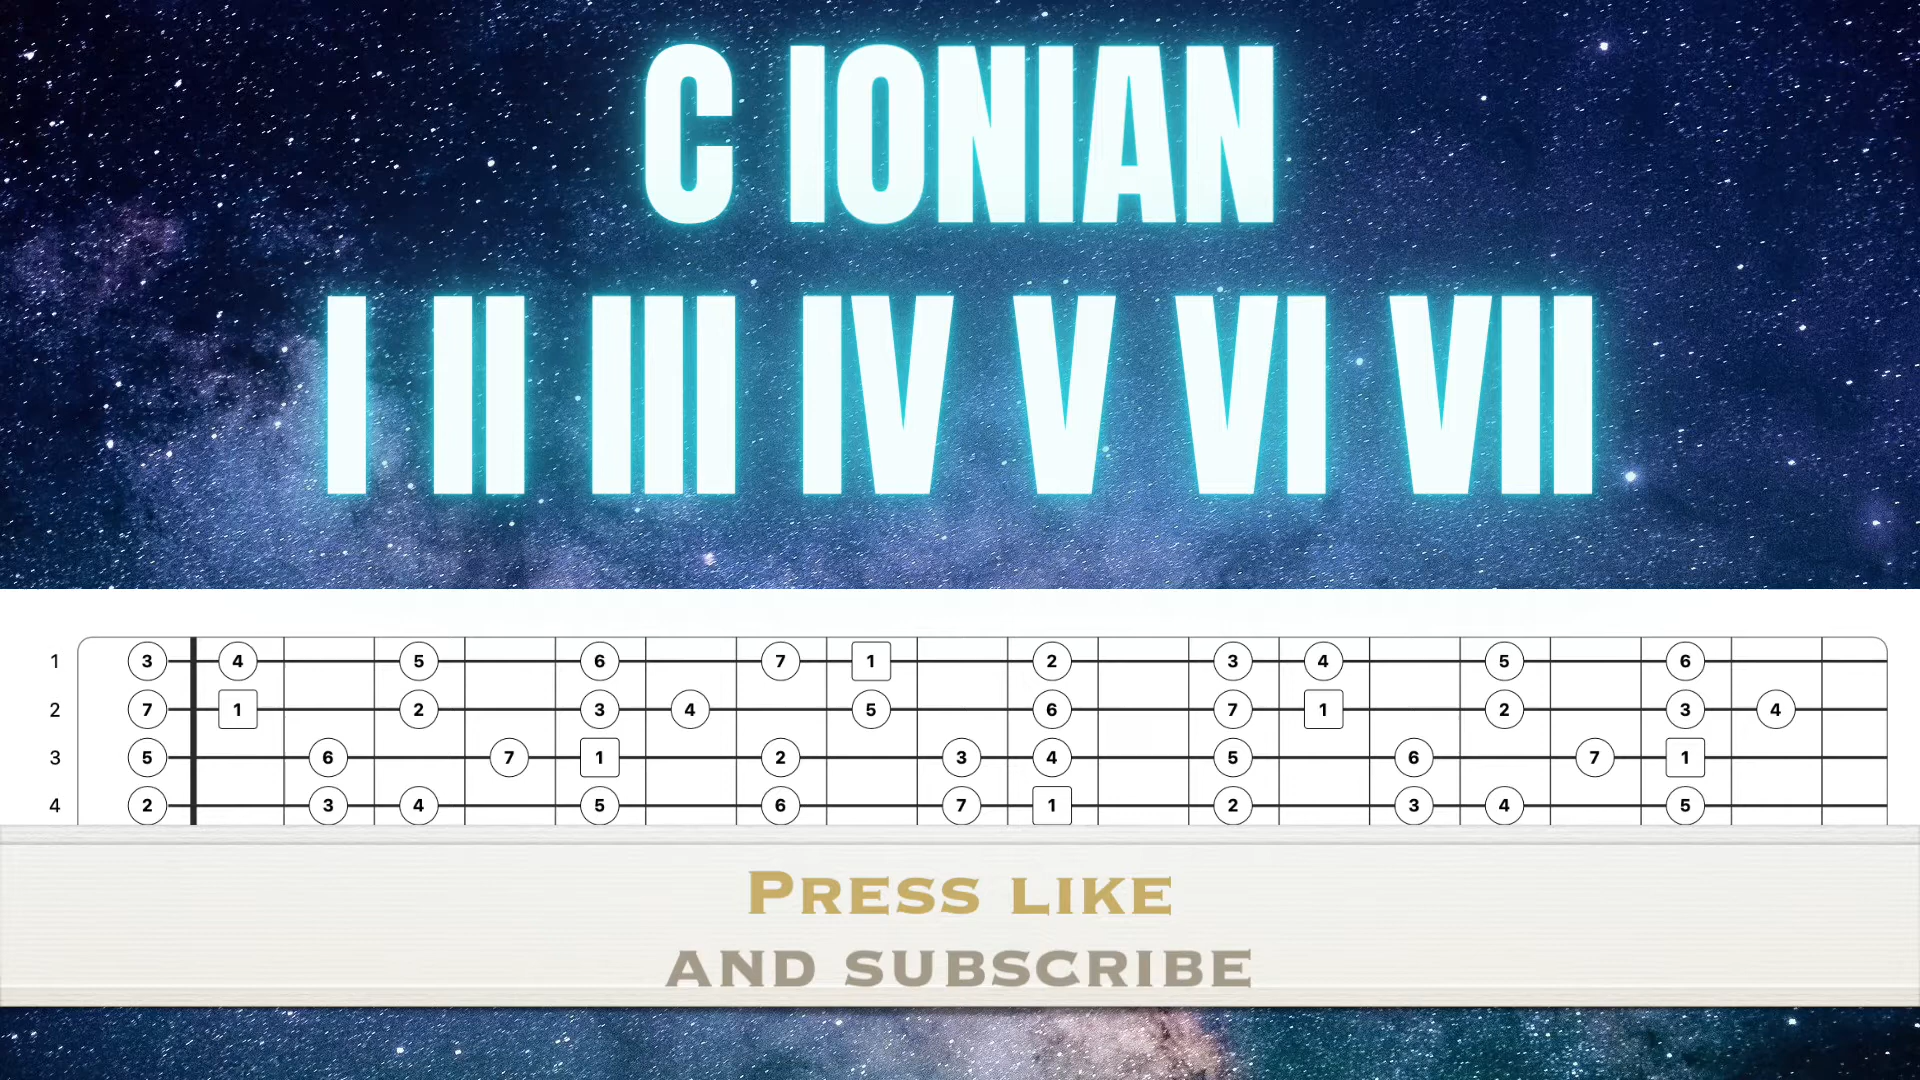 C IONIAN
I II III IV V VI VII
1 3 4 5 6 7 1 2 3 4 5 6
2 7 1 2 3 4 5 6 7 1 2 3 4
3 5 6 7 1 2 3 4 5 6 7 1
4 2 3 4 5 6 7 1 2 3 4 5
PRESS LIKE
AND SUBSCRIBE